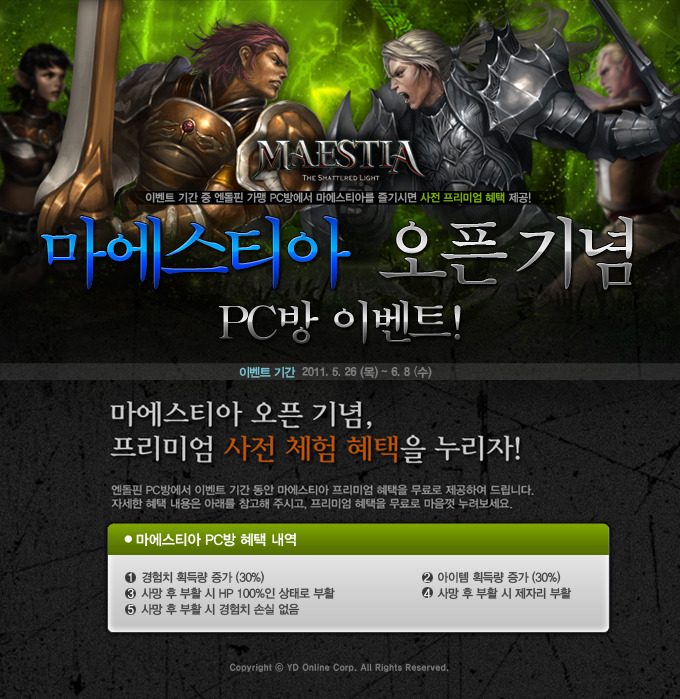 MAESTIA
THE SHATTERED LIGHT
이벤트 기간 중 엔돌핀 가맹 PC방에서 마에스티아를 즐기시면 사전 프리미엄 혜택 제공!
마에스티아 오픈 기념
PC방 이벤트!
이벤트 기간 2011. 5. 26 (목) ~ 6. 8 (수)
마에스티아 오픈 기념,
프리미엄 사전 체험 혜택을 누리자!
엔돌핀 PC방에서 이벤트 기간 동안 마에스티아 프리미엄 혜택을 무료로 제공하여 드립니다.
자세한 혜택 내용은 아래를 참고해 주시고, 프리미엄 혜택을 무료로 마음껏 누려보세요.
● 마에스티아 PC방 혜택 내역
❶ 경험치 획득량 증가 (30%) ❷ 아이템 획득량 증가 (30%)
❸ 사망 후 부활 시 HP 100%인 상태로 부활 ❹ 사망 후 부활 시 제자리 부활
❺ 사망 후 부활 시 경험치 손실 없음
Copyright ⓒ YD Online Corp. All Rights Reserved.